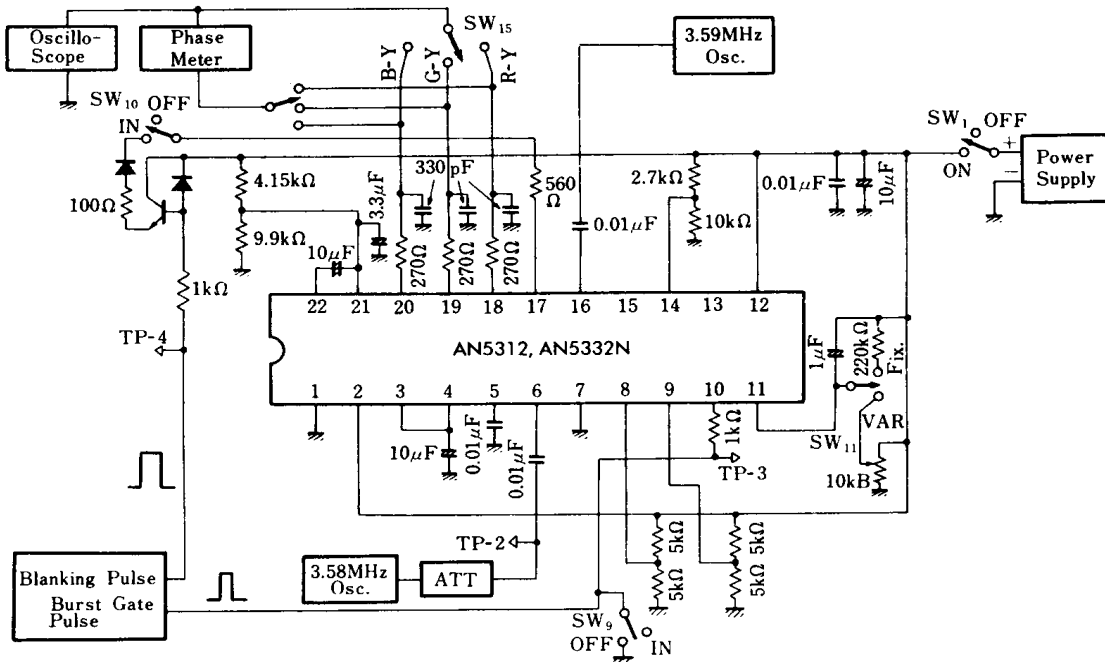 Oscillo-
Scope
Phase
Meter
SW15
B-Y
G-Y
R-Y
3.59MHz
Osc.
SW10 OFF
IN
SW1 OFF
ON
+
−
Power
Supply
100Ω
4.15kΩ
9.9kΩ
3.3μF
330 pF
560
Ω
0.01μF
2.7kΩ
10kΩ
0.01μF
10μF
10μF
270Ω
270Ω
270Ω
1kΩ
TP-4
22 21 20 19 18 17 16 15 14 13 12
AN5312, AN5332N
1 2 3 4 5 6 7 8 9 10 11
1μF
220kΩ
Fix.
VAR
SW11
10kB
10μF
0.01μF
0.01μF
1kΩ
TP-3
TP-2
5kΩ
5kΩ
5kΩ
5kΩ
3.58MHz
Osc.
ATT
Blanking Pulse
Burst Gate
Pulse
SW9
OFF
IN